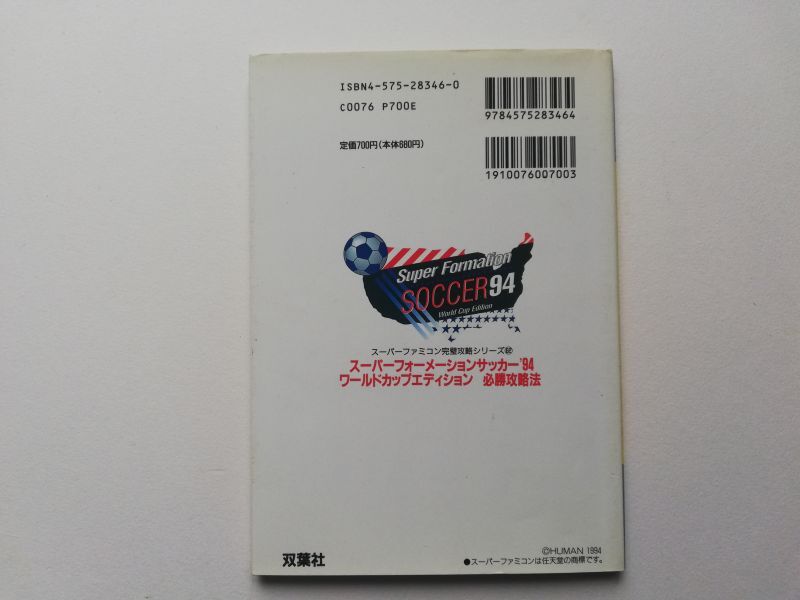 ISBN4-575-28346-0
C0076 P700E
9784575283464
定価700円(本体680円)
1910076007003
Super Formation
SOCCER94
World Cup Edition
スーパーファミコン完璧攻略シリーズ
スーパーフォーメーションサッカー'94
ワールドカップエディション 必勝攻略法
双葉社
©HUMAN 1994
●スーパーファミコンは任天堂の商標です。